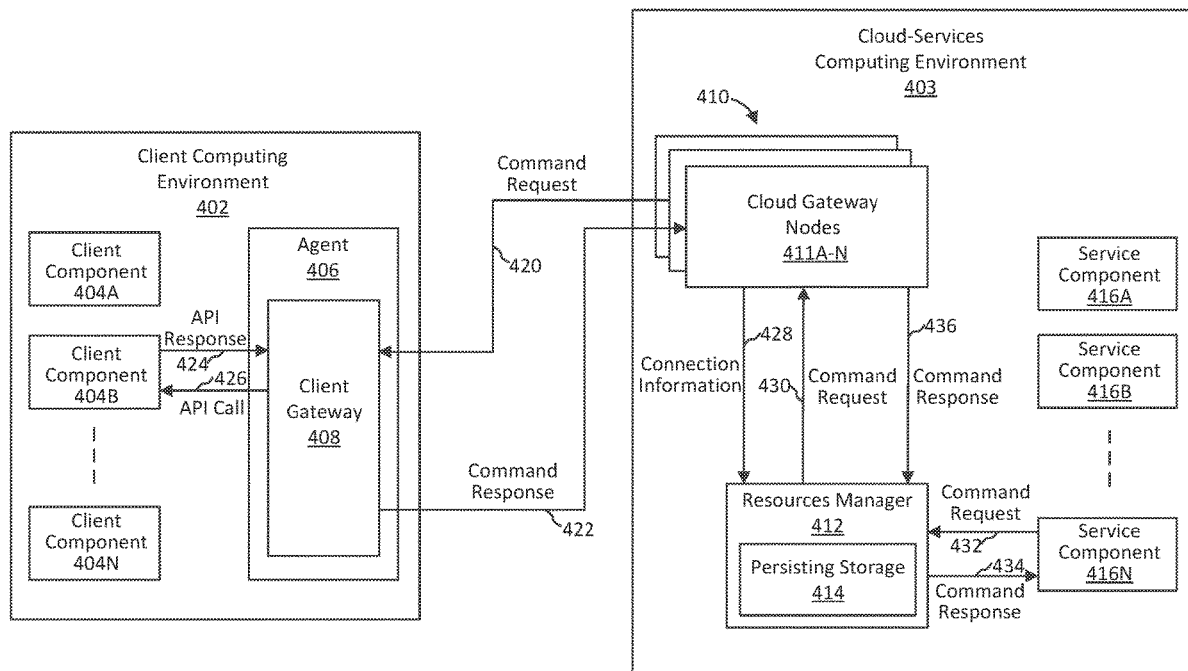 Cloud-Services
Computing Environment
403
410
Client Computing
Environment
402
Command
Request
Cloud Gateway
Nodes
411A-N
Client
Component
404A
Agent
406
420
Service
Component
416A
API
Response
424
428
436
Client
Component
404B
426
API Call
Client
Gateway
408
Connection
Information
430
Command
Request
Command
Response
Service
Component
416B
Command
Response
422
Client
Component
404N
Resources Manager
412
Persisting Storage
414
Command
Request
432
434
Command
Response
Service
Component
416N